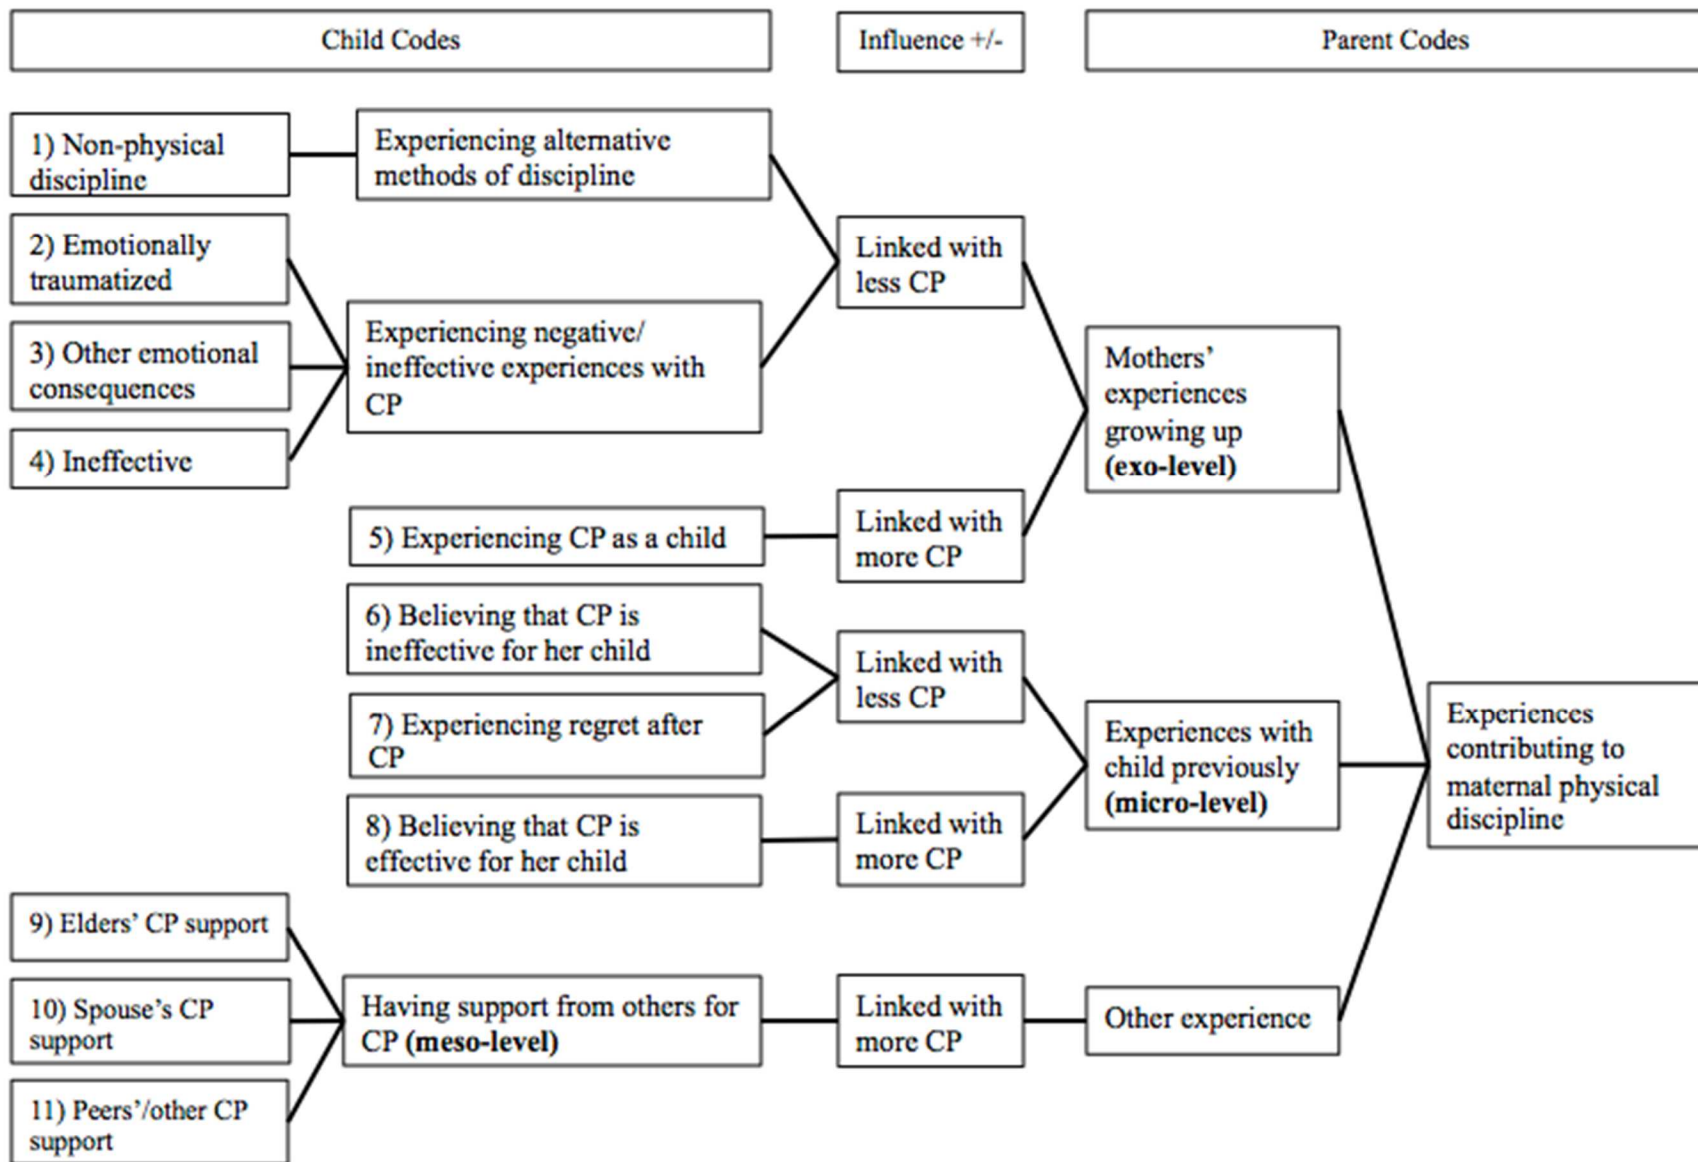 Child Codes
Influence +/-
Parent Codes
1) Non-physical
discipline
Experiencing alternative
methods of discipline
2) Emotionally
traumatized
3) Other emotional
consequences
4) Ineffective
Experiencing negative/
ineffective experiences with
CP
Linked with
less CP
5) Experiencing CP as a child
Linked with
more CP
Mothers’
experiences
growing up
(exo-level)
6) Believing that CP is
ineffective for her child
7) Experiencing regret after
CP
Linked with
less CP
8) Believing that CP is
effective for her child
Linked with
more CP
Experiences with
child previously
(micro-level)
9) Elders’ CP support
10) Spouse’s CP
support
11) Peers’/other CP
support
Having support from others for
CP (meso-level)
Linked with
more CP
Other experience
Experiences
contributing to
maternal physical
discipline